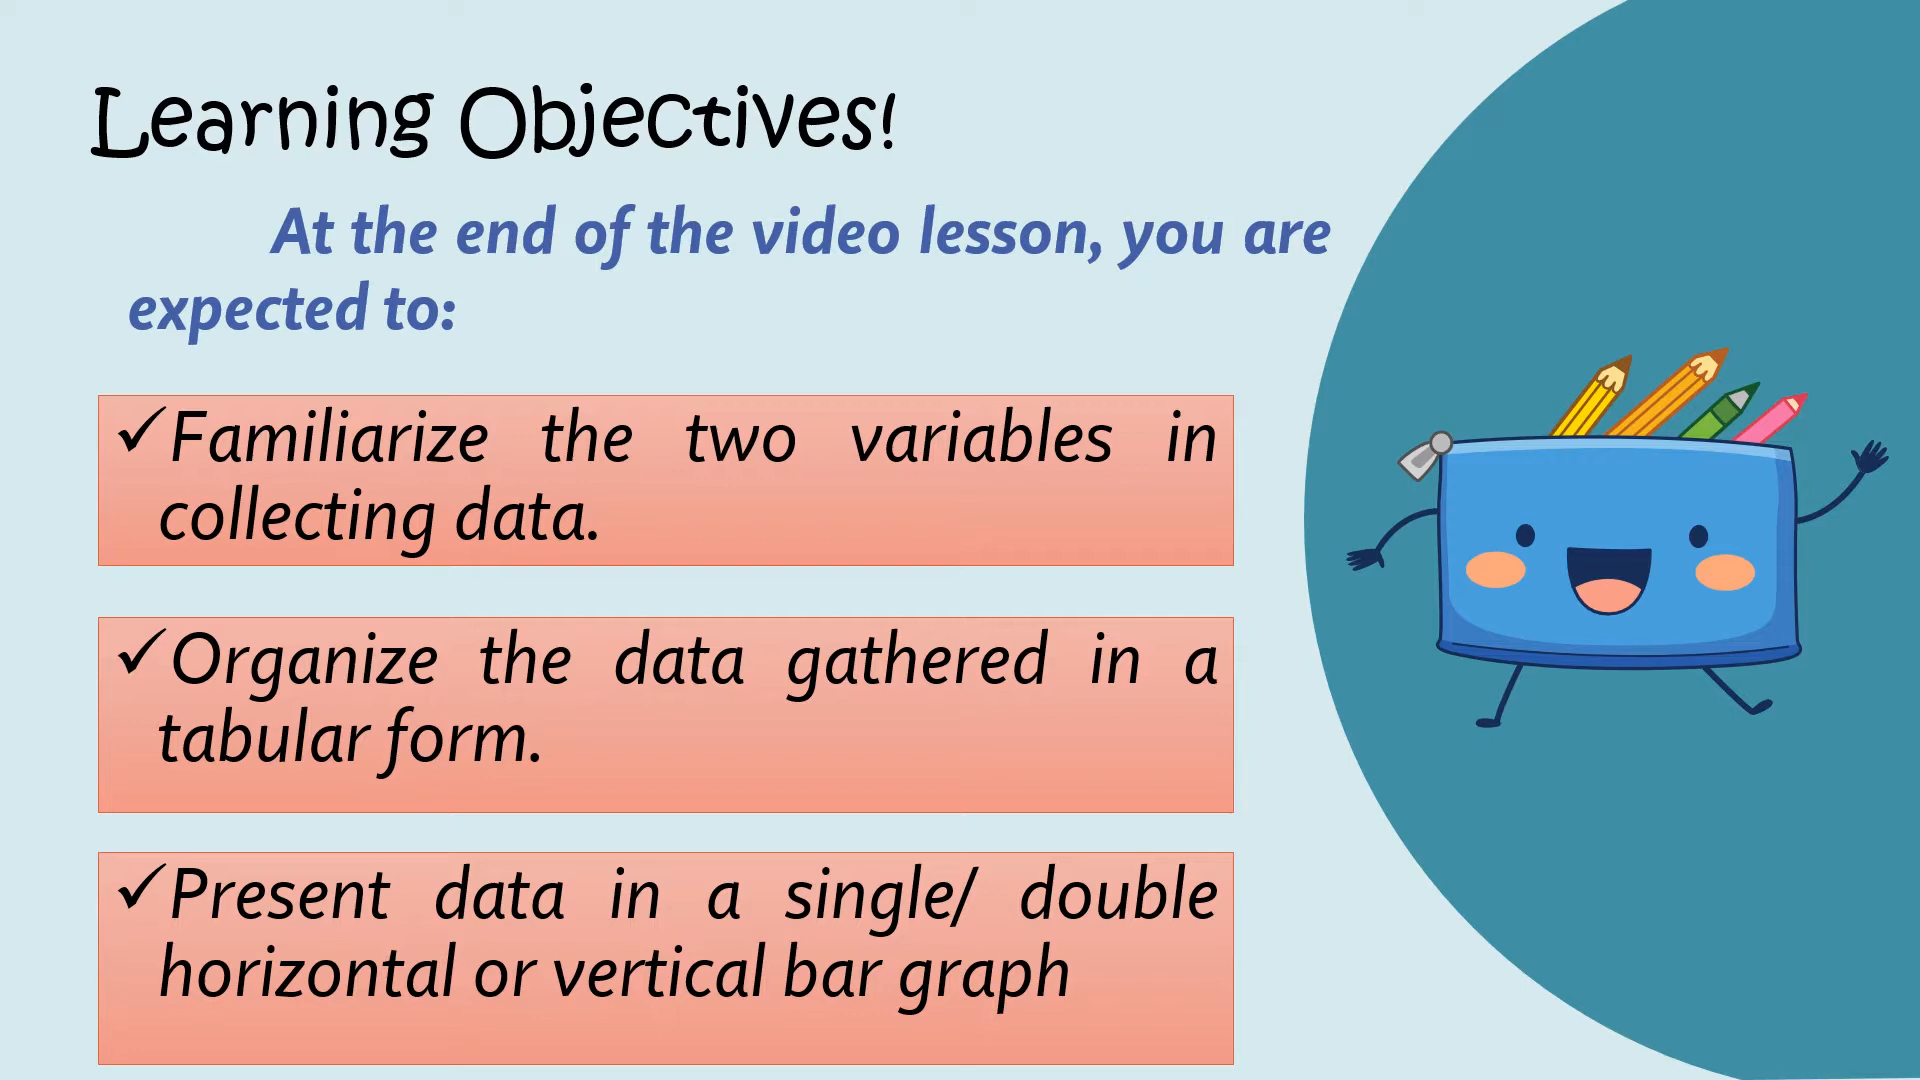 Learning Objectives!
At the end of the video lesson, you are
expected to:
✓Familiarize the two variables in
collecting data.
✓Organize the data gathered in a
tabular form.
✓Present data in a single/ double
horizontal or vertical bar graph